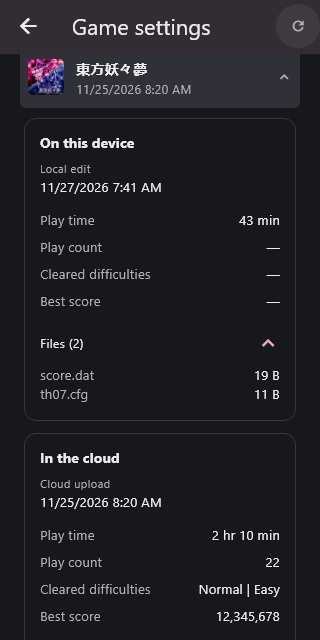 Game settings
東方妖々夢
11/25/2026 8:20 AM
On this device
Local edit
11/27/2026 7:41 AM
Play time 43 min
Play count —
Cleared difficulties —
Best score —
Files (2)
score.dat 19 B
th07.cfg 11 B
In the cloud
Cloud upload
11/25/2026 8:20 AM
Play time 2 hr 10 min
Play count 22
Cleared difficulties Normal | Easy
Best score 12,345,678